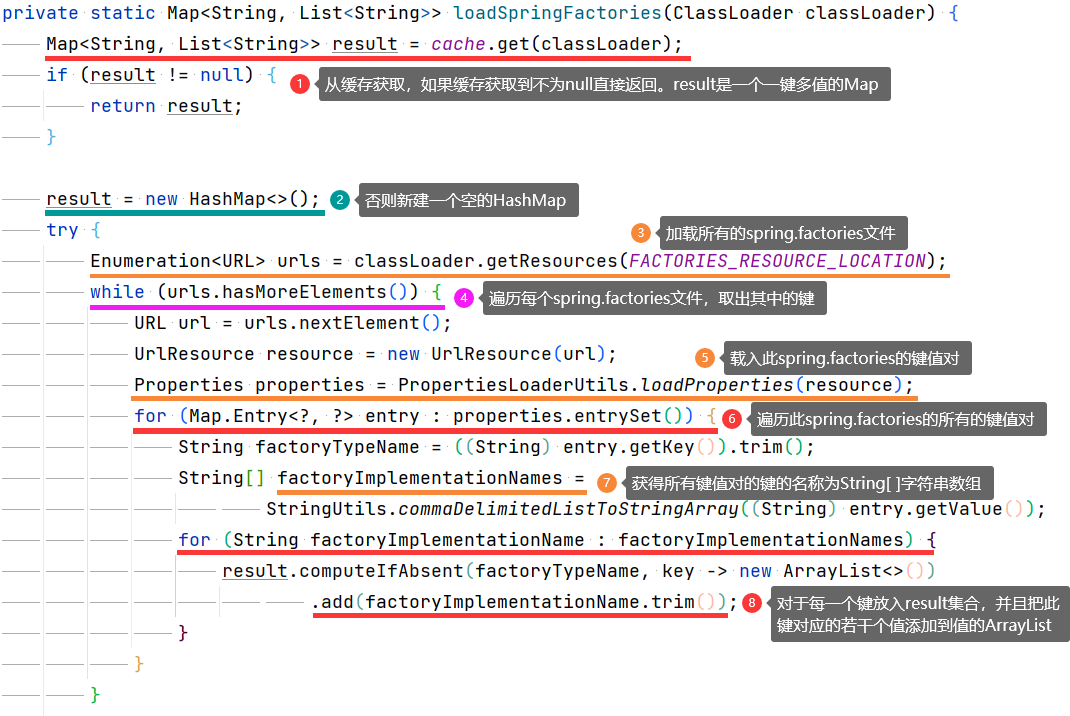 private static Map<String, List<String>> loadSpringFactories(ClassLoader classLoader) {
Map<String, List<String>> result = cache.get(classLoader);
if (result != null) {
1 从缓存获取，如果缓存获取到不为null直接返回。result是一个一键多值的Map
return result;
}
result = new HashMap<>();
2 否则新建一个空的HashMap
try {
3 加载所有的spring.factories文件
Enumeration<URL> urls = classLoader.getResources(FACTORIES_RESOURCE_LOCATION);
while (urls.hasMoreElements()) {
4 遍历每个spring.factories文件，取出其中的键
URL url = urls.nextElement();
UrlResource resource = new UrlResource(url);
5 载入此spring.factories的键值对
Properties properties = PropertiesLoaderUtils.loadProperties(resource);
for (Map.Entry<?, ?> entry : properties.entrySet()) {
6 遍历此spring.factories的所有的键值对
String factoryTypeName = ((String) entry.getKey()).trim();
String[] factoryImplementationNames =
7 获得所有键值对的键的名称为String[ ]字符串数组
StringUtils.commaDelimitedListToStringArray((String) entry.getValue());
for (String factoryImplementationName : factoryImplementationNames) {
result.computeIfAbsent(factoryTypeName, key -> new ArrayList<>())
.add(factoryImplementationName.trim());
8 对于每一个键放入result集合，并且把此
键对应的若干个值添加到值的ArrayList
}
}
}